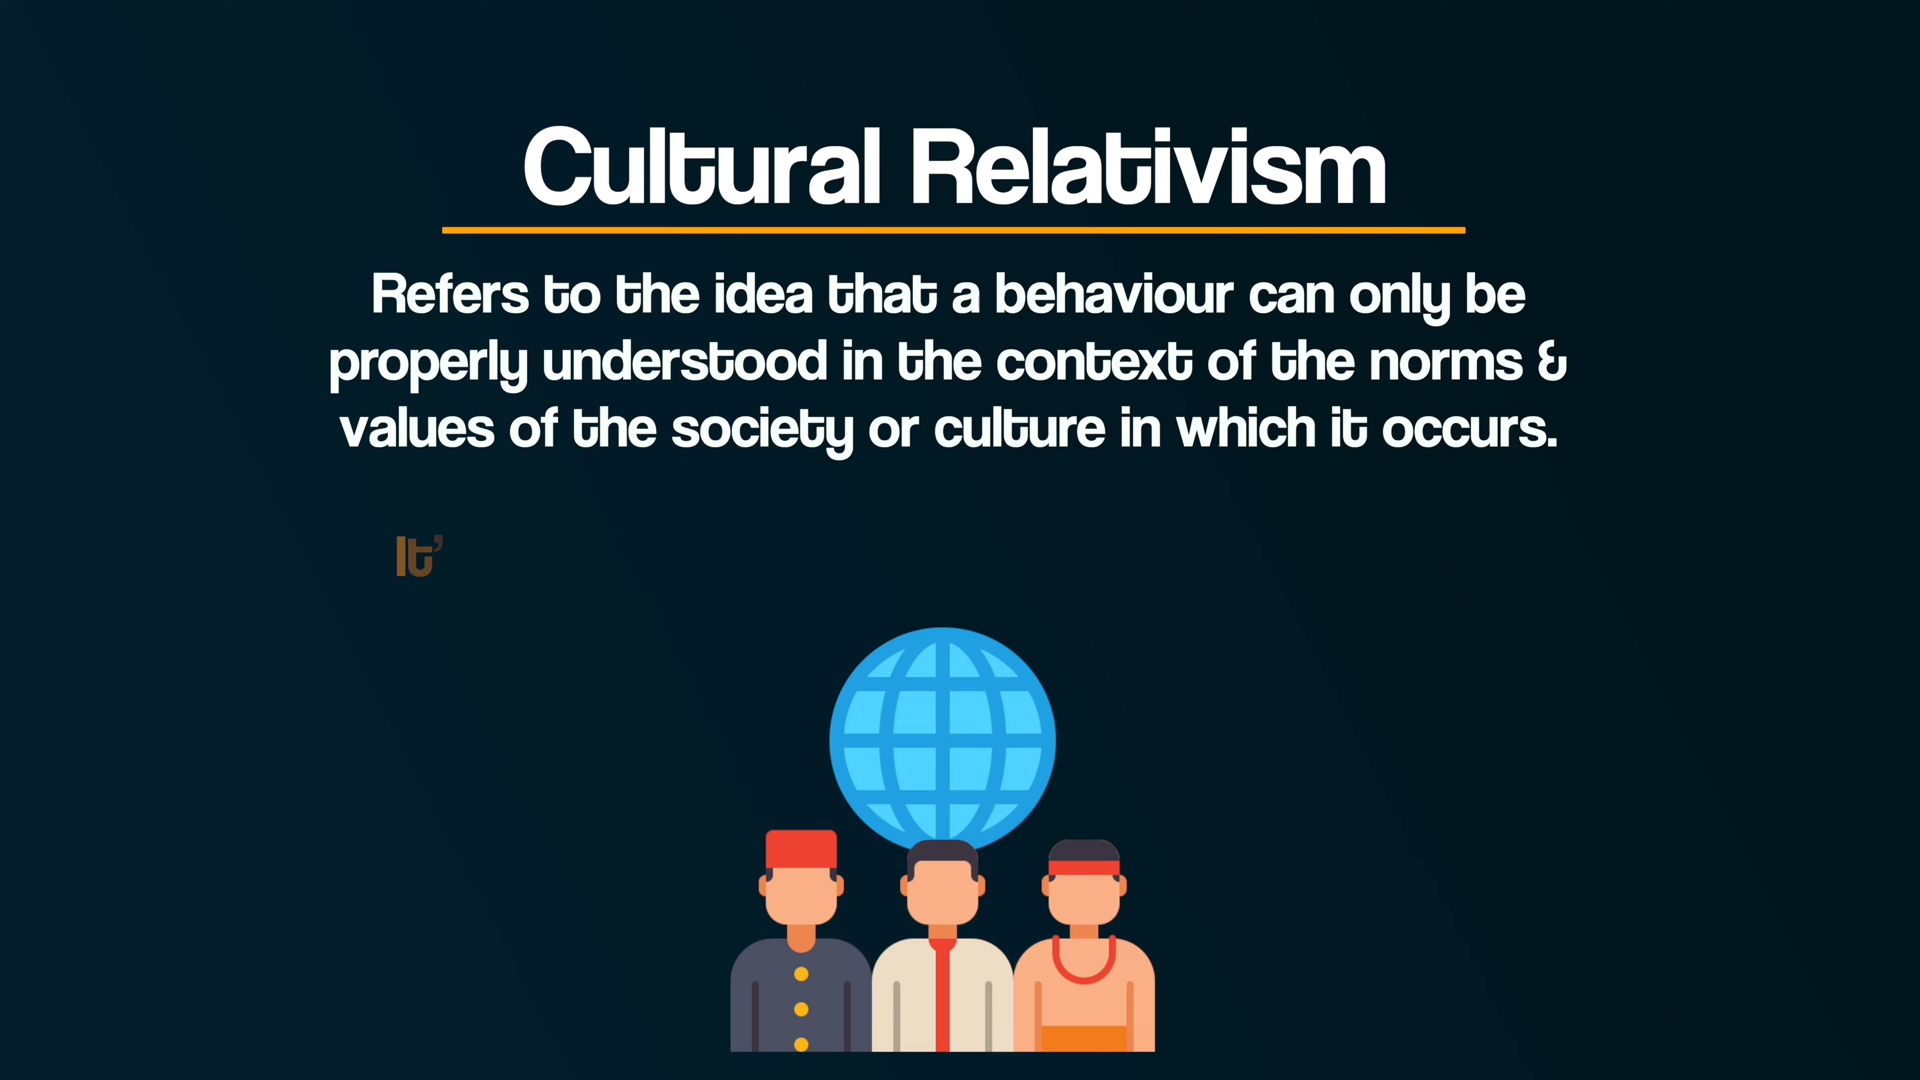 Cultural Relativism
Refers to the idea that a behaviour can only be
properly understood in the context of the norms &
values of the society or culture in which it occurs.
It’